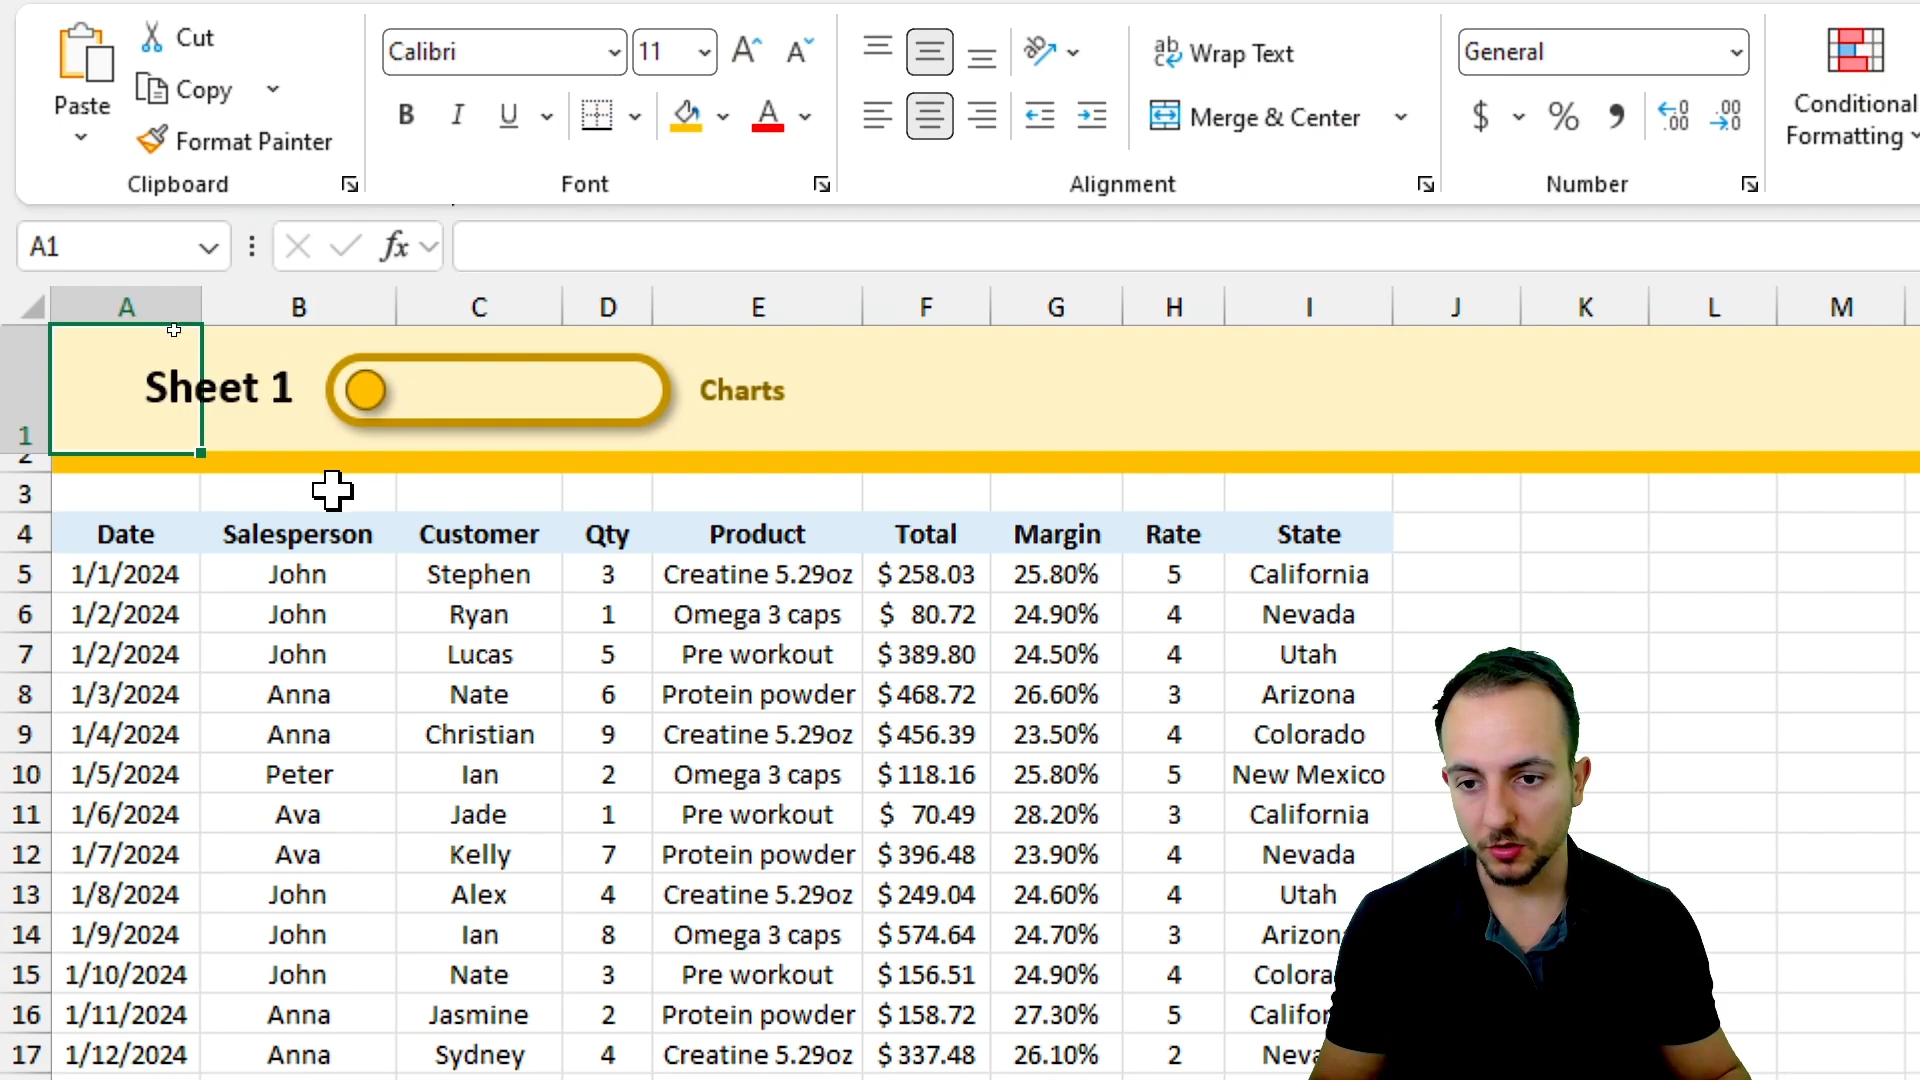 Cut
Copy
Format Painter
Paste
Clipboard
Calibri
11
A^ A˅
B I U A
Font
ab
Wrap Text
Merge & Center
Alignment
General
$ % , ←0 .00 .00 →0
Number
Conditional
Formatting
A1
fx
A B C D E F G H I J K L M
1
Sheet 1
Charts
2
3
4 Date Salesperson Customer Qty Product Total Margin Rate State
5 1/1/2024 John Stephen 3 Creatine 5.29oz $ 258.03 25.80% 5 California
6 1/2/2024 John Ryan 1 Omega 3 caps $ 80.72 24.90% 4 Nevada
7 1/2/2024 John Lucas 5 Pre workout $ 389.80 24.50% 4 Utah
8 1/3/2024 Anna Nate 6 Protein powder $ 468.72 26.60% 3 Arizona
9 1/4/2024 Anna Christian 9 Creatine 5.29oz $ 456.39 23.50% 4 Colorado
10 1/5/2024 Peter Ian 2 Omega 3 caps $ 118.16 25.80% 5 New Mexico
11 1/6/2024 Ava Jade 1 Pre workout $ 70.49 28.20% 3 California
12 1/7/2024 Ava Kelly 7 Protein powder $ 396.48 23.90% 4 Nevada
13 1/8/2024 John Alex 4 Creatine 5.29oz $ 249.04 24.60% 4 Utah
14 1/9/2024 John Ian 8 Omega 3 caps $ 574.64 24.70% 3 Arizon
15 1/10/2024 John Nate 3 Pre workout $ 156.51 24.90% 4 Colora
16 1/11/2024 Anna Jasmine 2 Protein powder $ 158.72 27.30% 5 Califor
17 1/12/2024 Anna Sydney 4 Creatine 5.29oz $ 337.48 26.10% 2 Neva